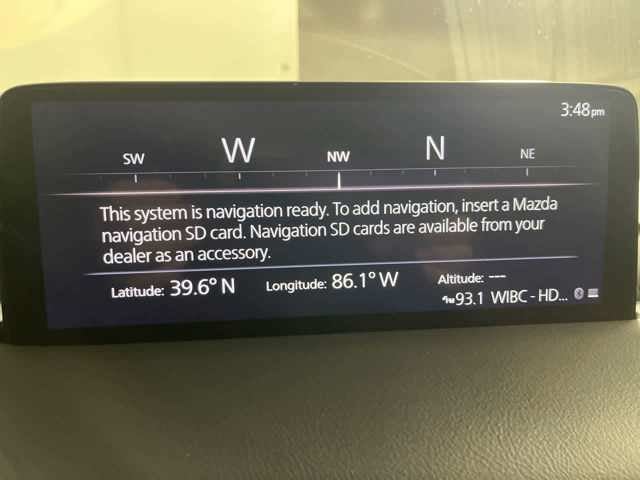 3:48pm
SW W NW N NE
This system is navigation ready. To add navigation, insert a Mazda
navigation SD card. Navigation SD cards are available from your
dealer as an accessory.
Latitude: 39.6° N Longitude: 86.1° W Altitude: ---
FM 93.1 WIBC - HD...